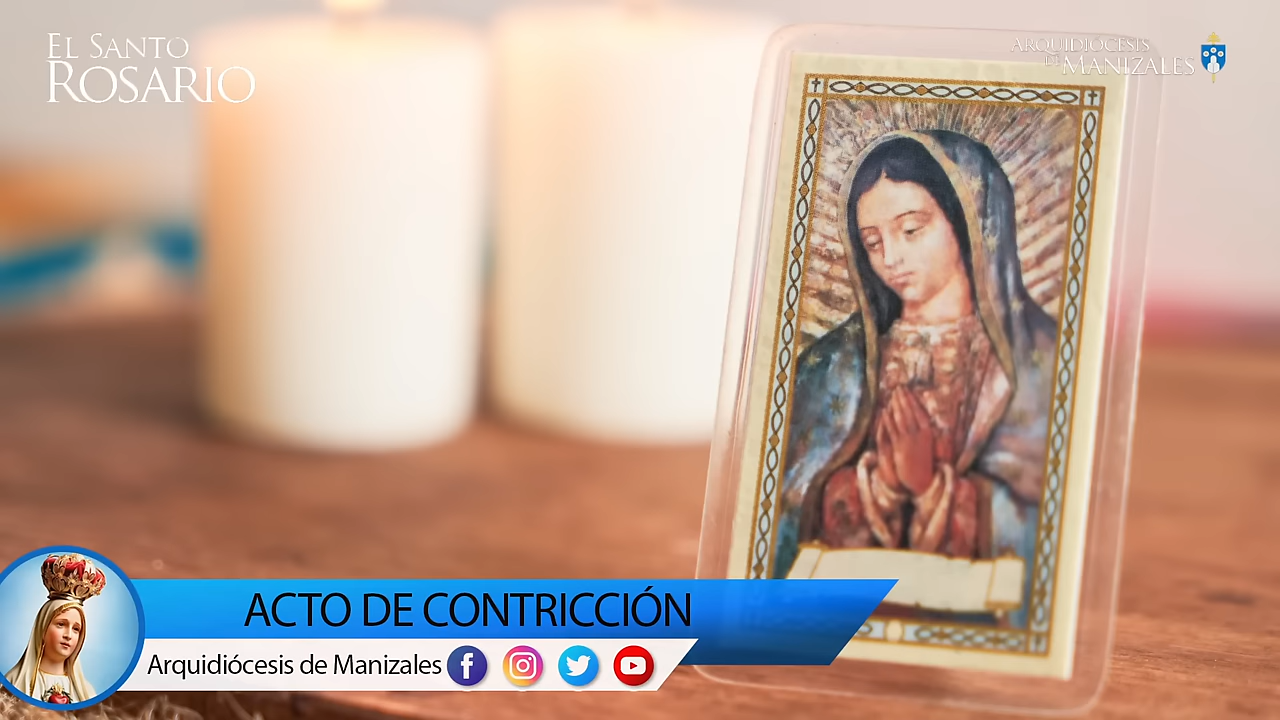 EL SANTO
ROSARIO
ARQUIDIÓCESIS
DE MANIZALES
ACTO DE CONTRICCIÓN
Arquidiócesis de Manizales